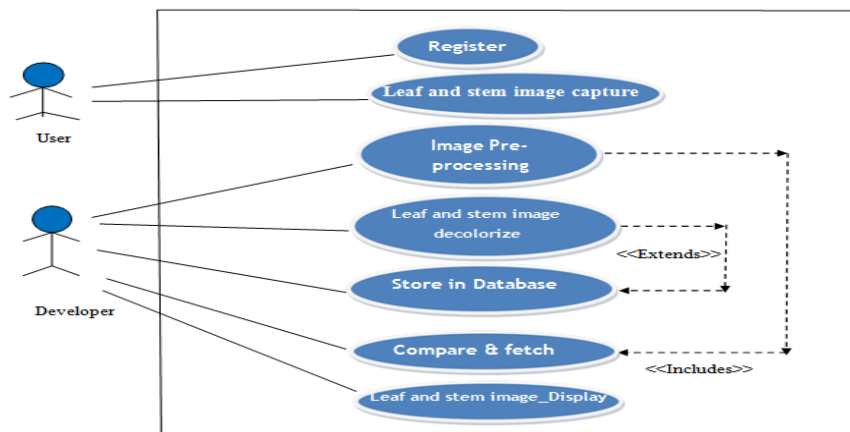 Register
Leaf and stem image capture
User
Image Pre-
processing
Leaf and stem image
decolorize
<<Extends>>
Store in Database
Developer
Compare & fetch
<<Includes>>
Leaf and stem image_Display